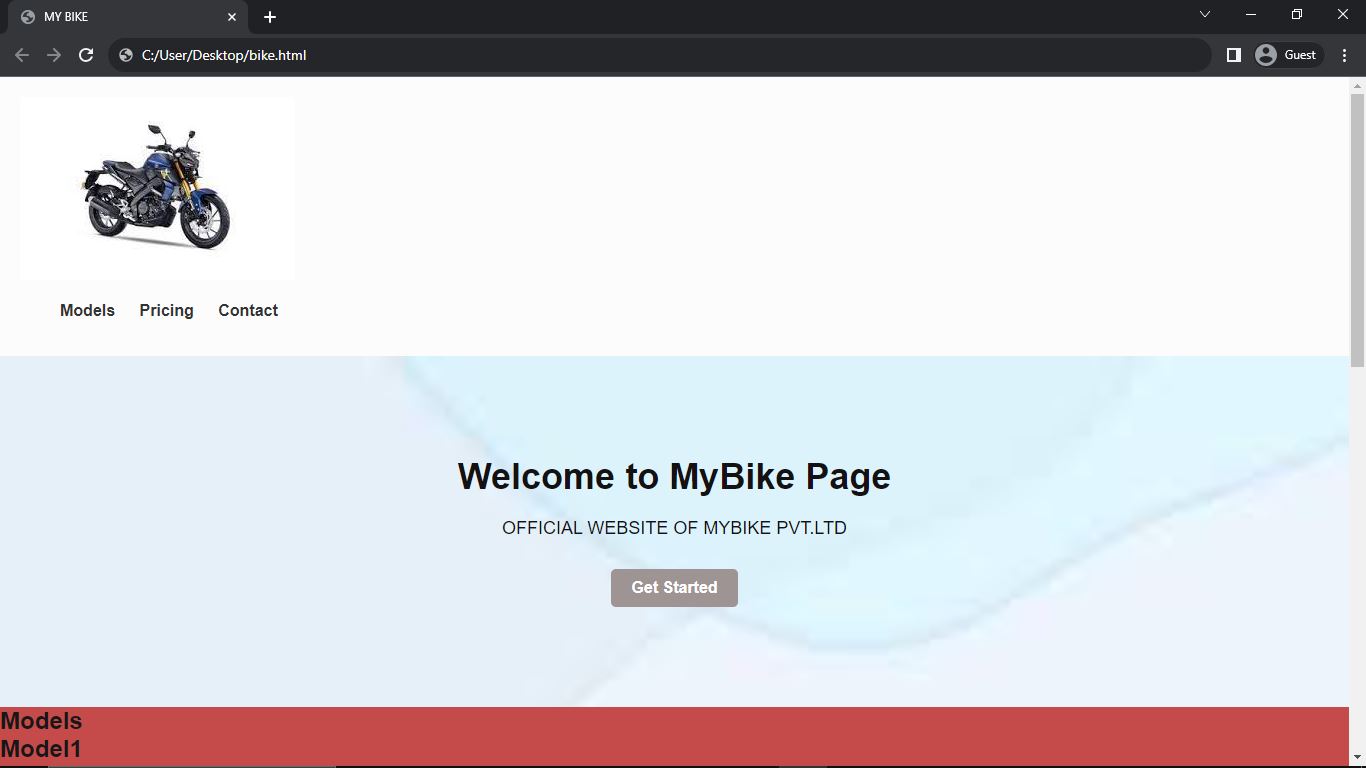 MY BIKE
C:/User/Desktop/bike.html
Guest
Models Pricing Contact
Welcome to MyBike Page
OFFICIAL WEBSITE OF MYBIKE PVT.LTD
Get Started
Models
Model1